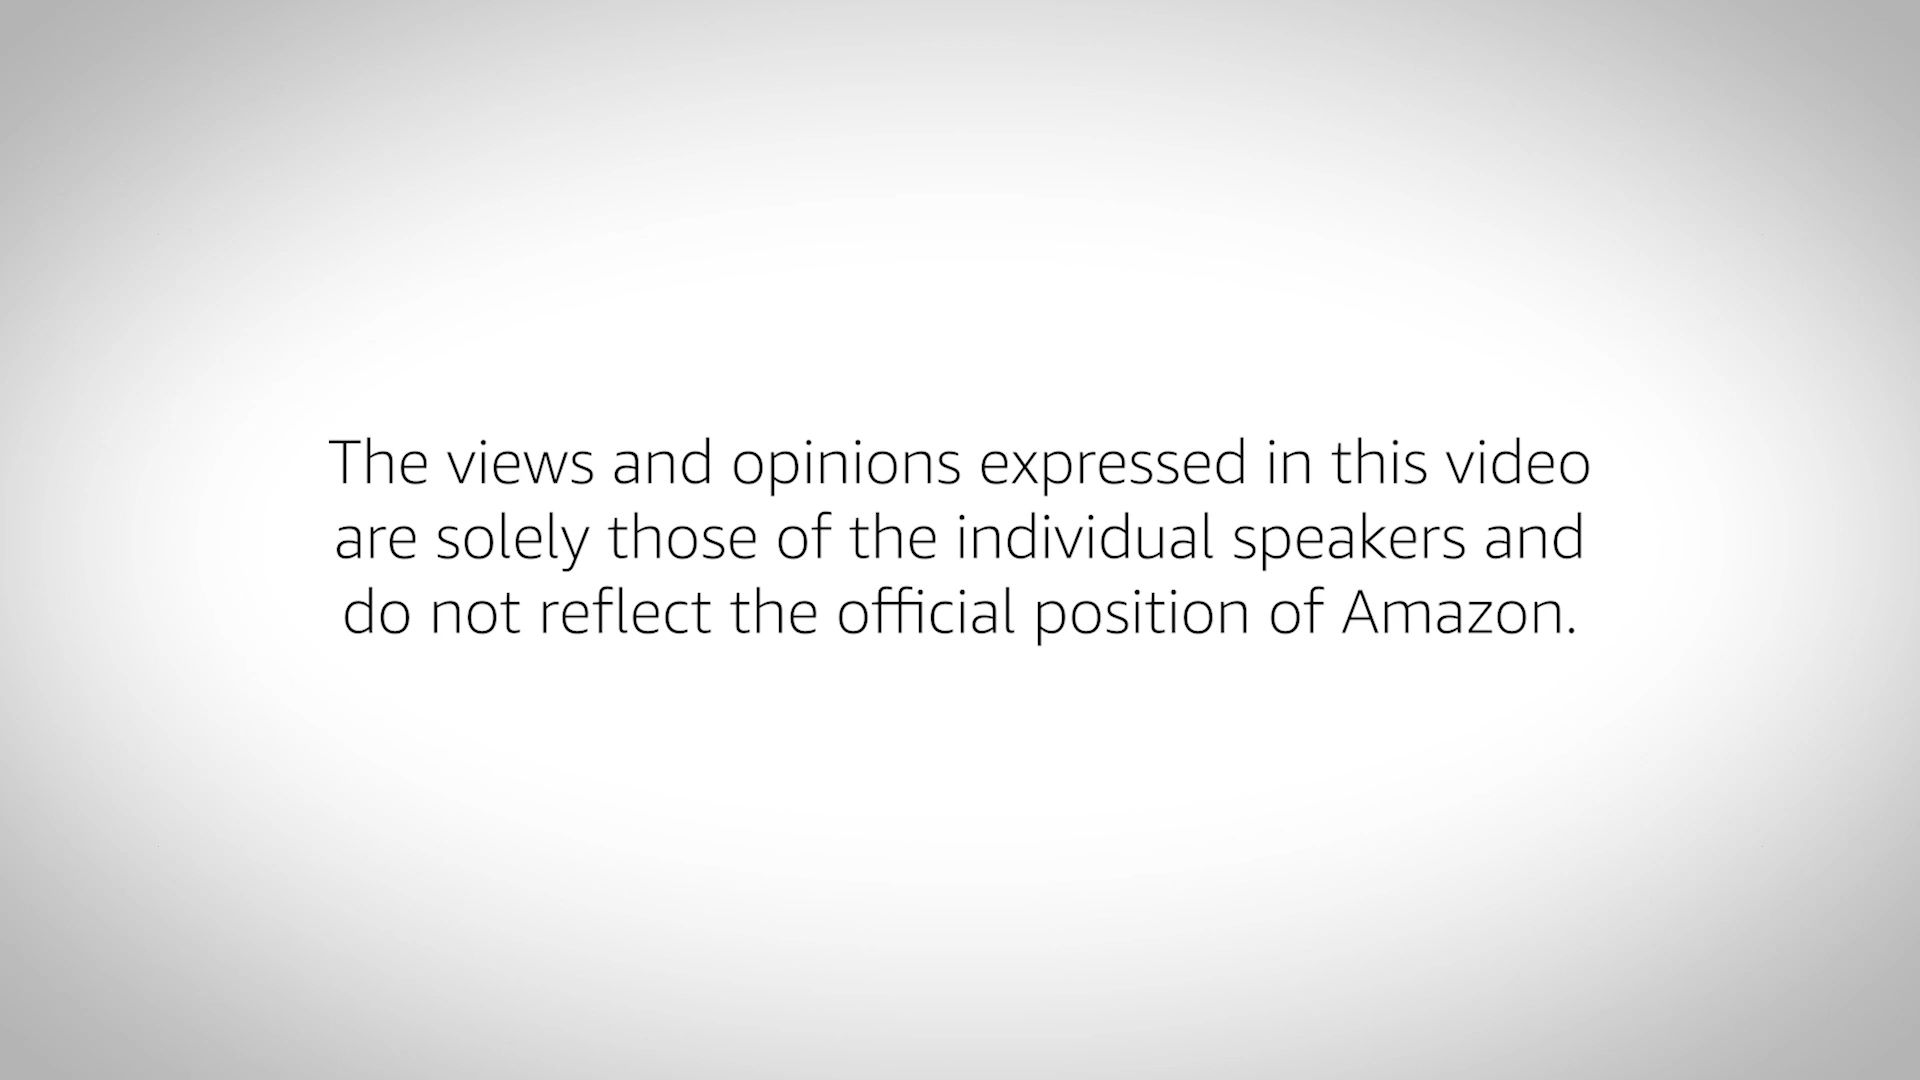 The views and opinions expressed in this video
are solely those of the individual speakers and
do not reflect the official position of Amazon.